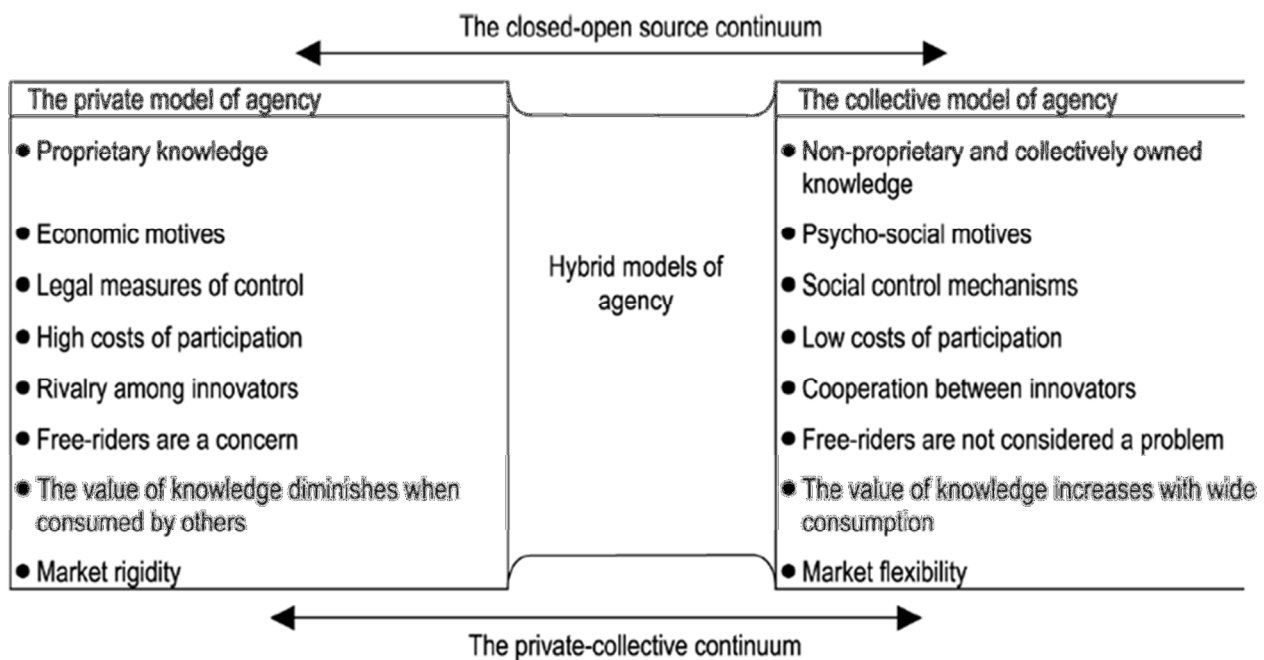 The closed-open source continuum
The private model of agency
● Proprietary knowledge
● Economic motives
● Legal measures of control
● High costs of participation
● Rivalry among innovators
● Free-riders are a concern
● The value of knowledge diminishes when
consumed by others
● Market rigidity
Hybrid models of
agency
The collective model of agency
● Non-proprietary and collectively owned
knowledge
● Psycho-social motives
● Social control mechanisms
● Low costs of participation
● Cooperation between innovators
● Free-riders are not considered a problem
● The value of knowledge increases with wide
consumption
● Market flexibility
The private-collective continuum